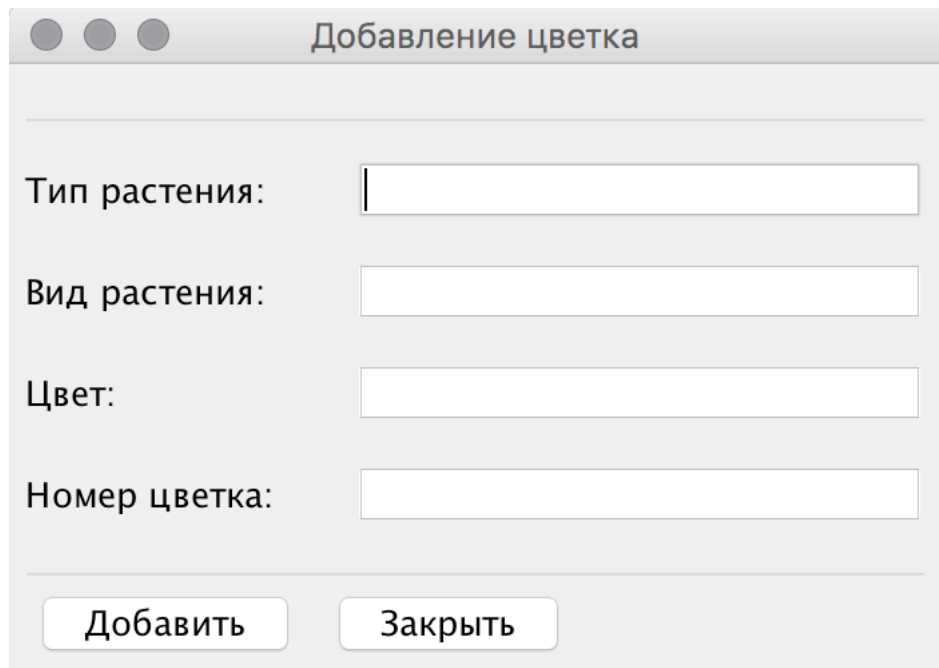 Добавление цветка
Тип растения:
Вид растения:
Цвет:
Номер цветка:
Добавить Закрыть